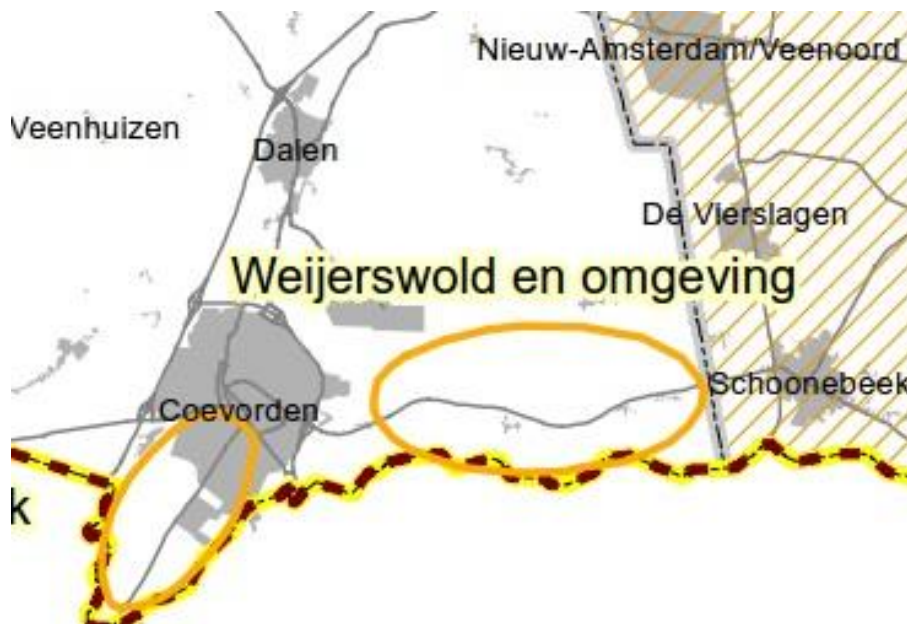 Nieuw-Amsterdam/Veenoord
Veenhuizen
Dalen
De Vierslagen
Weijerswold en omgeving
Schoonebeek
Coevorden
k